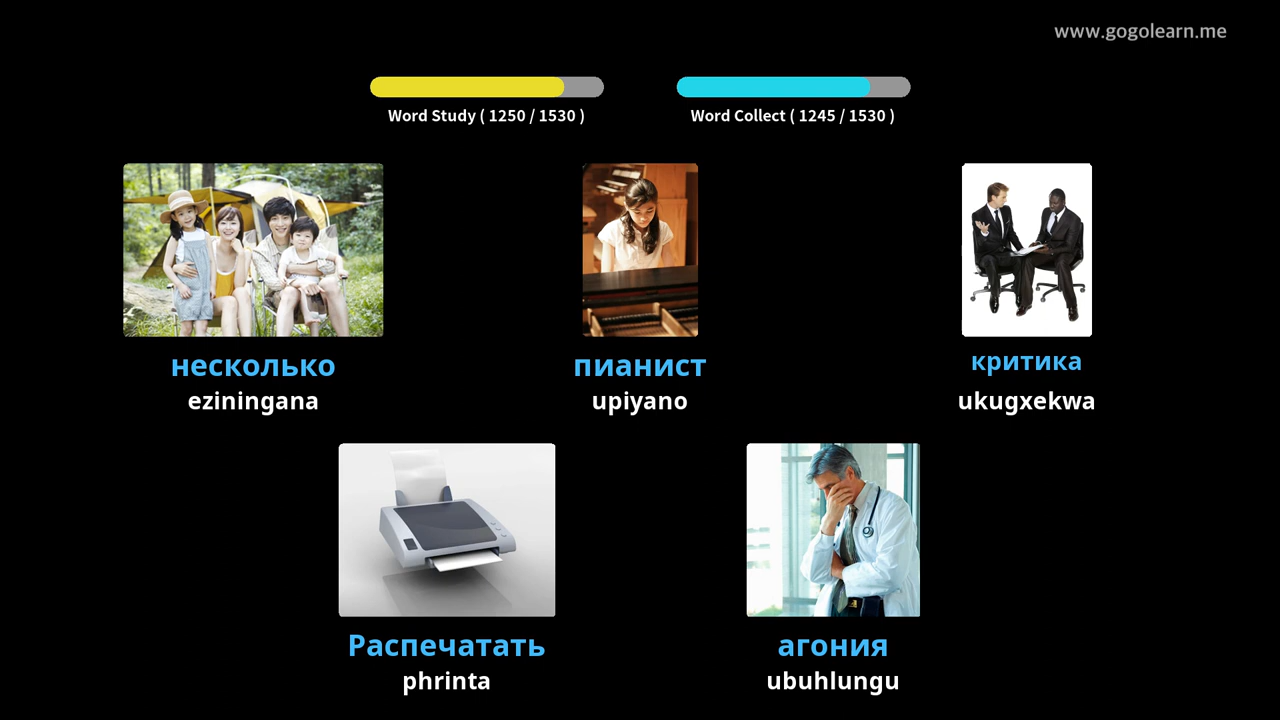 www.gogolearn.me
Word Study ( 1250 / 1530 )
Word Collect ( 1245 / 1530 )
несколько
eziningana
пианист
upiyano
критика
ukugxekwa
Распечатать
phrinta
агония
ubuhlungu